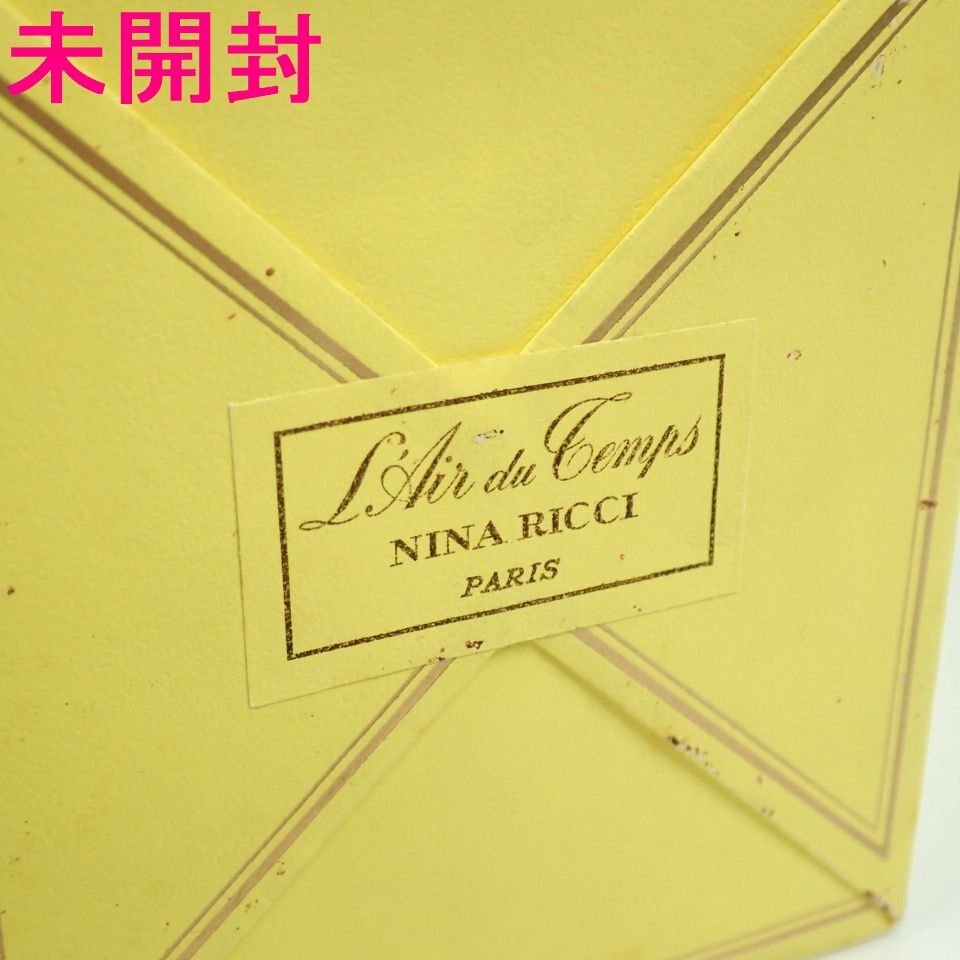 未開封
L'Air du Temps
NINA RICCI
PARIS